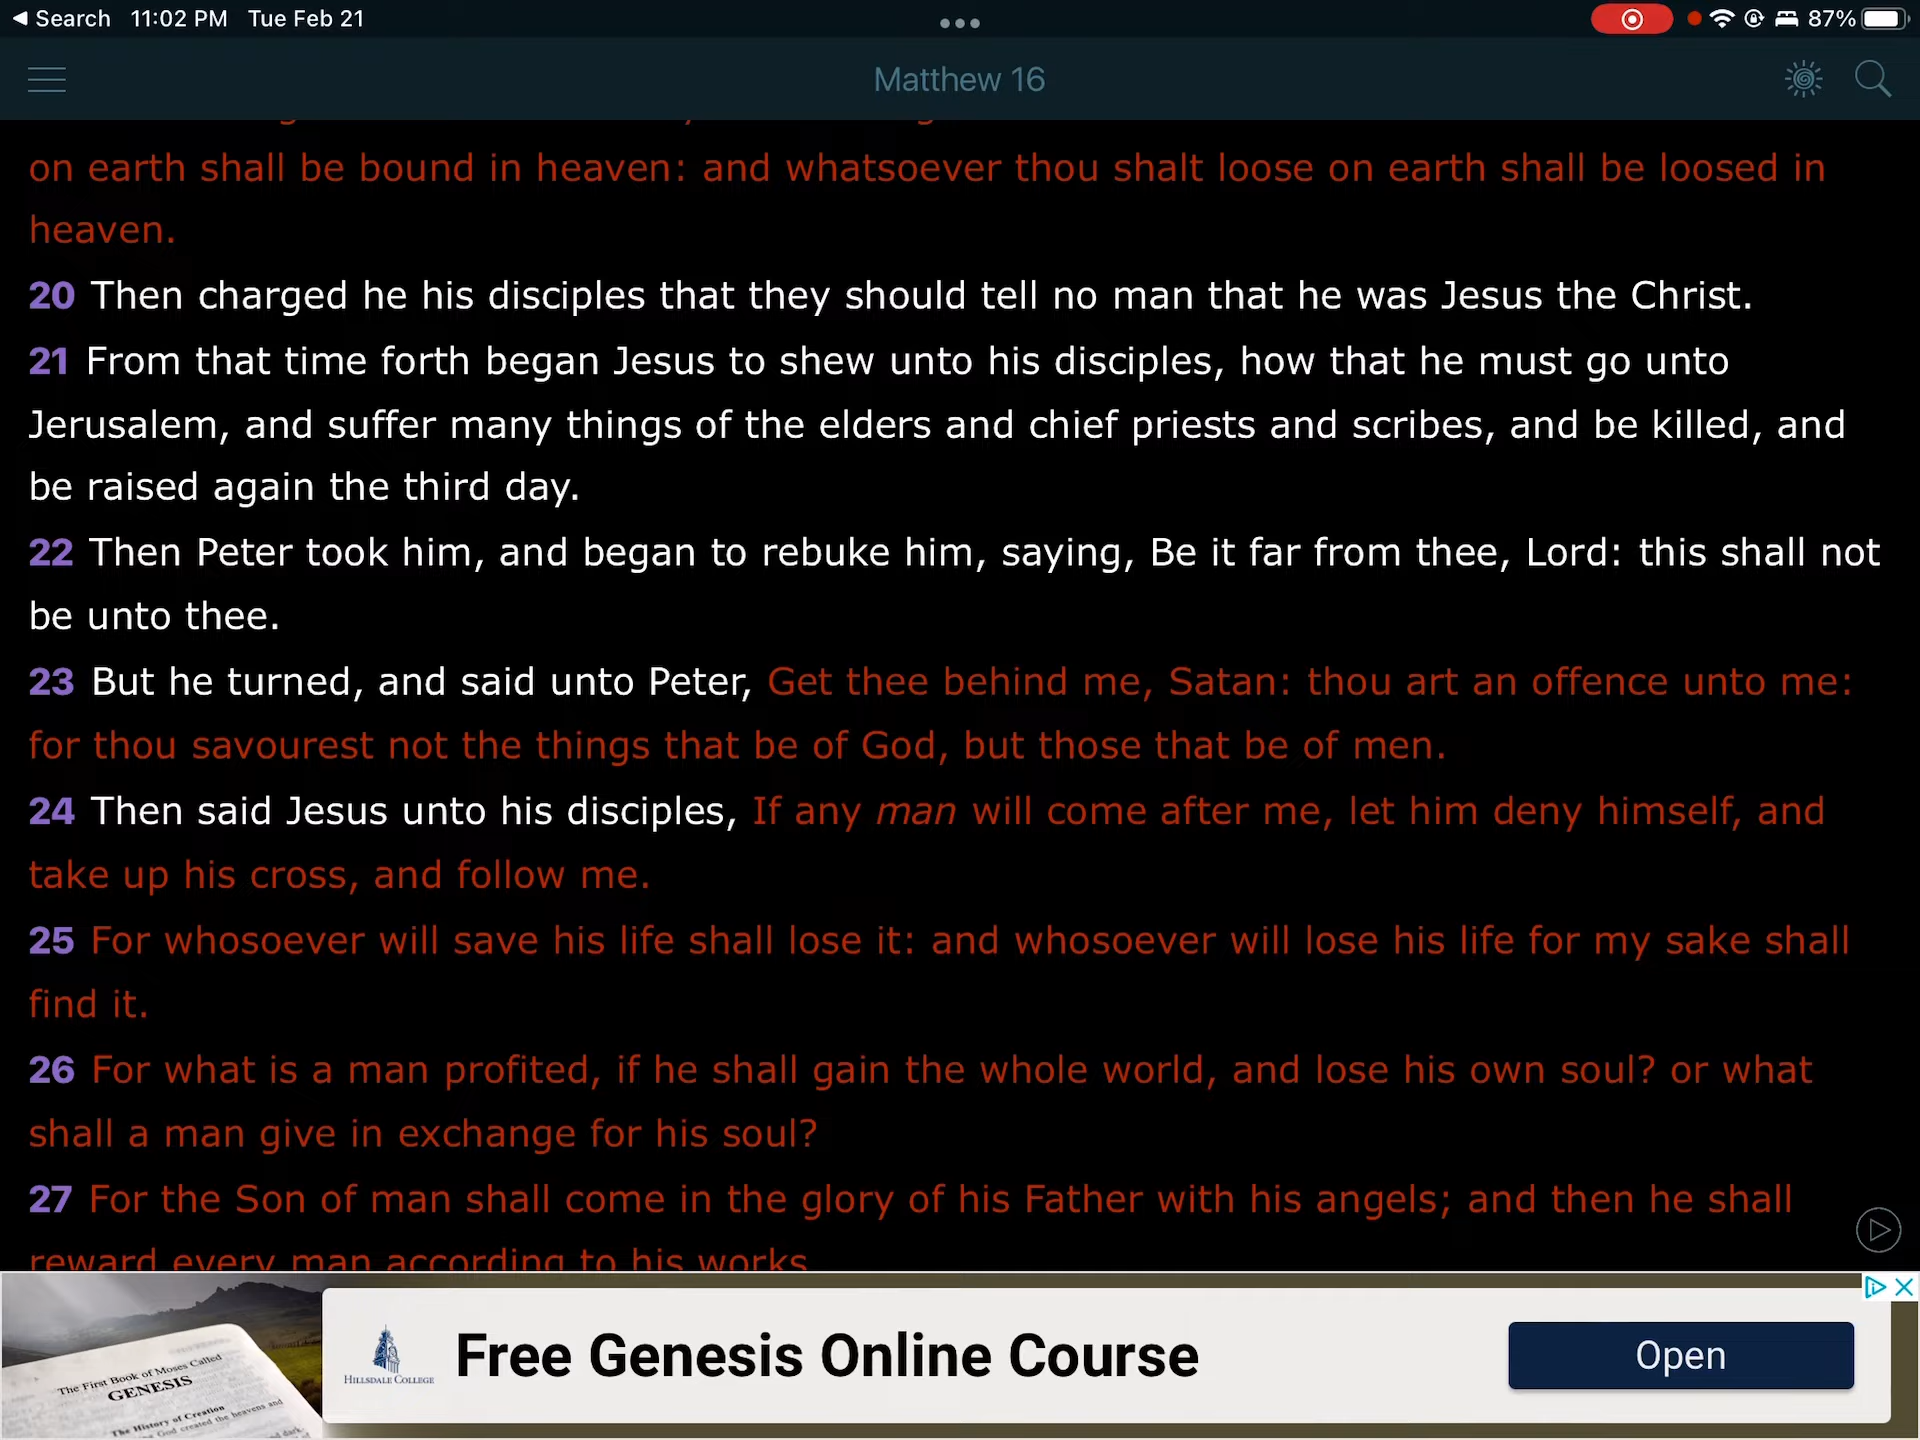 Search 11:02 PM Tue Feb 21 87%
Matthew 16
on earth shall be bound in heaven: and whatsoever thou shalt loose on earth shall be loosed in
heaven.
20 Then charged he his disciples that they should tell no man that he was Jesus the Christ.
21 From that time forth began Jesus to shew unto his disciples, how that he must go unto
Jerusalem, and suffer many things of the elders and chief priests and scribes, and be killed, and
be raised again the third day.
22 Then Peter took him, and began to rebuke him, saying, Be it far from thee, Lord: this shall not
be unto thee.
23 But he turned, and said unto Peter, Get thee behind me, Satan: thou art an offence unto me:
for thou savourest not the things that be of God, but those that be of men.
24 Then said Jesus unto his disciples, If any man will come after me, let him deny himself, and
take up his cross, and follow me.
25 For whosoever will save his life shall lose it: and whosoever will lose his life for my sake shall
find it.
26 For what is a man profited, if he shall gain the whole world, and lose his own soul? or what
shall a man give in exchange for his soul?
27 For the Son of man shall come in the glory of his Father with his angels; and then he shall
reward every man according to his works
The First Book of Moses Called
GENESIS
The History of Creation
God created the heavens and
HILLSDALE COLLEGE
Free Genesis Online Course
Open